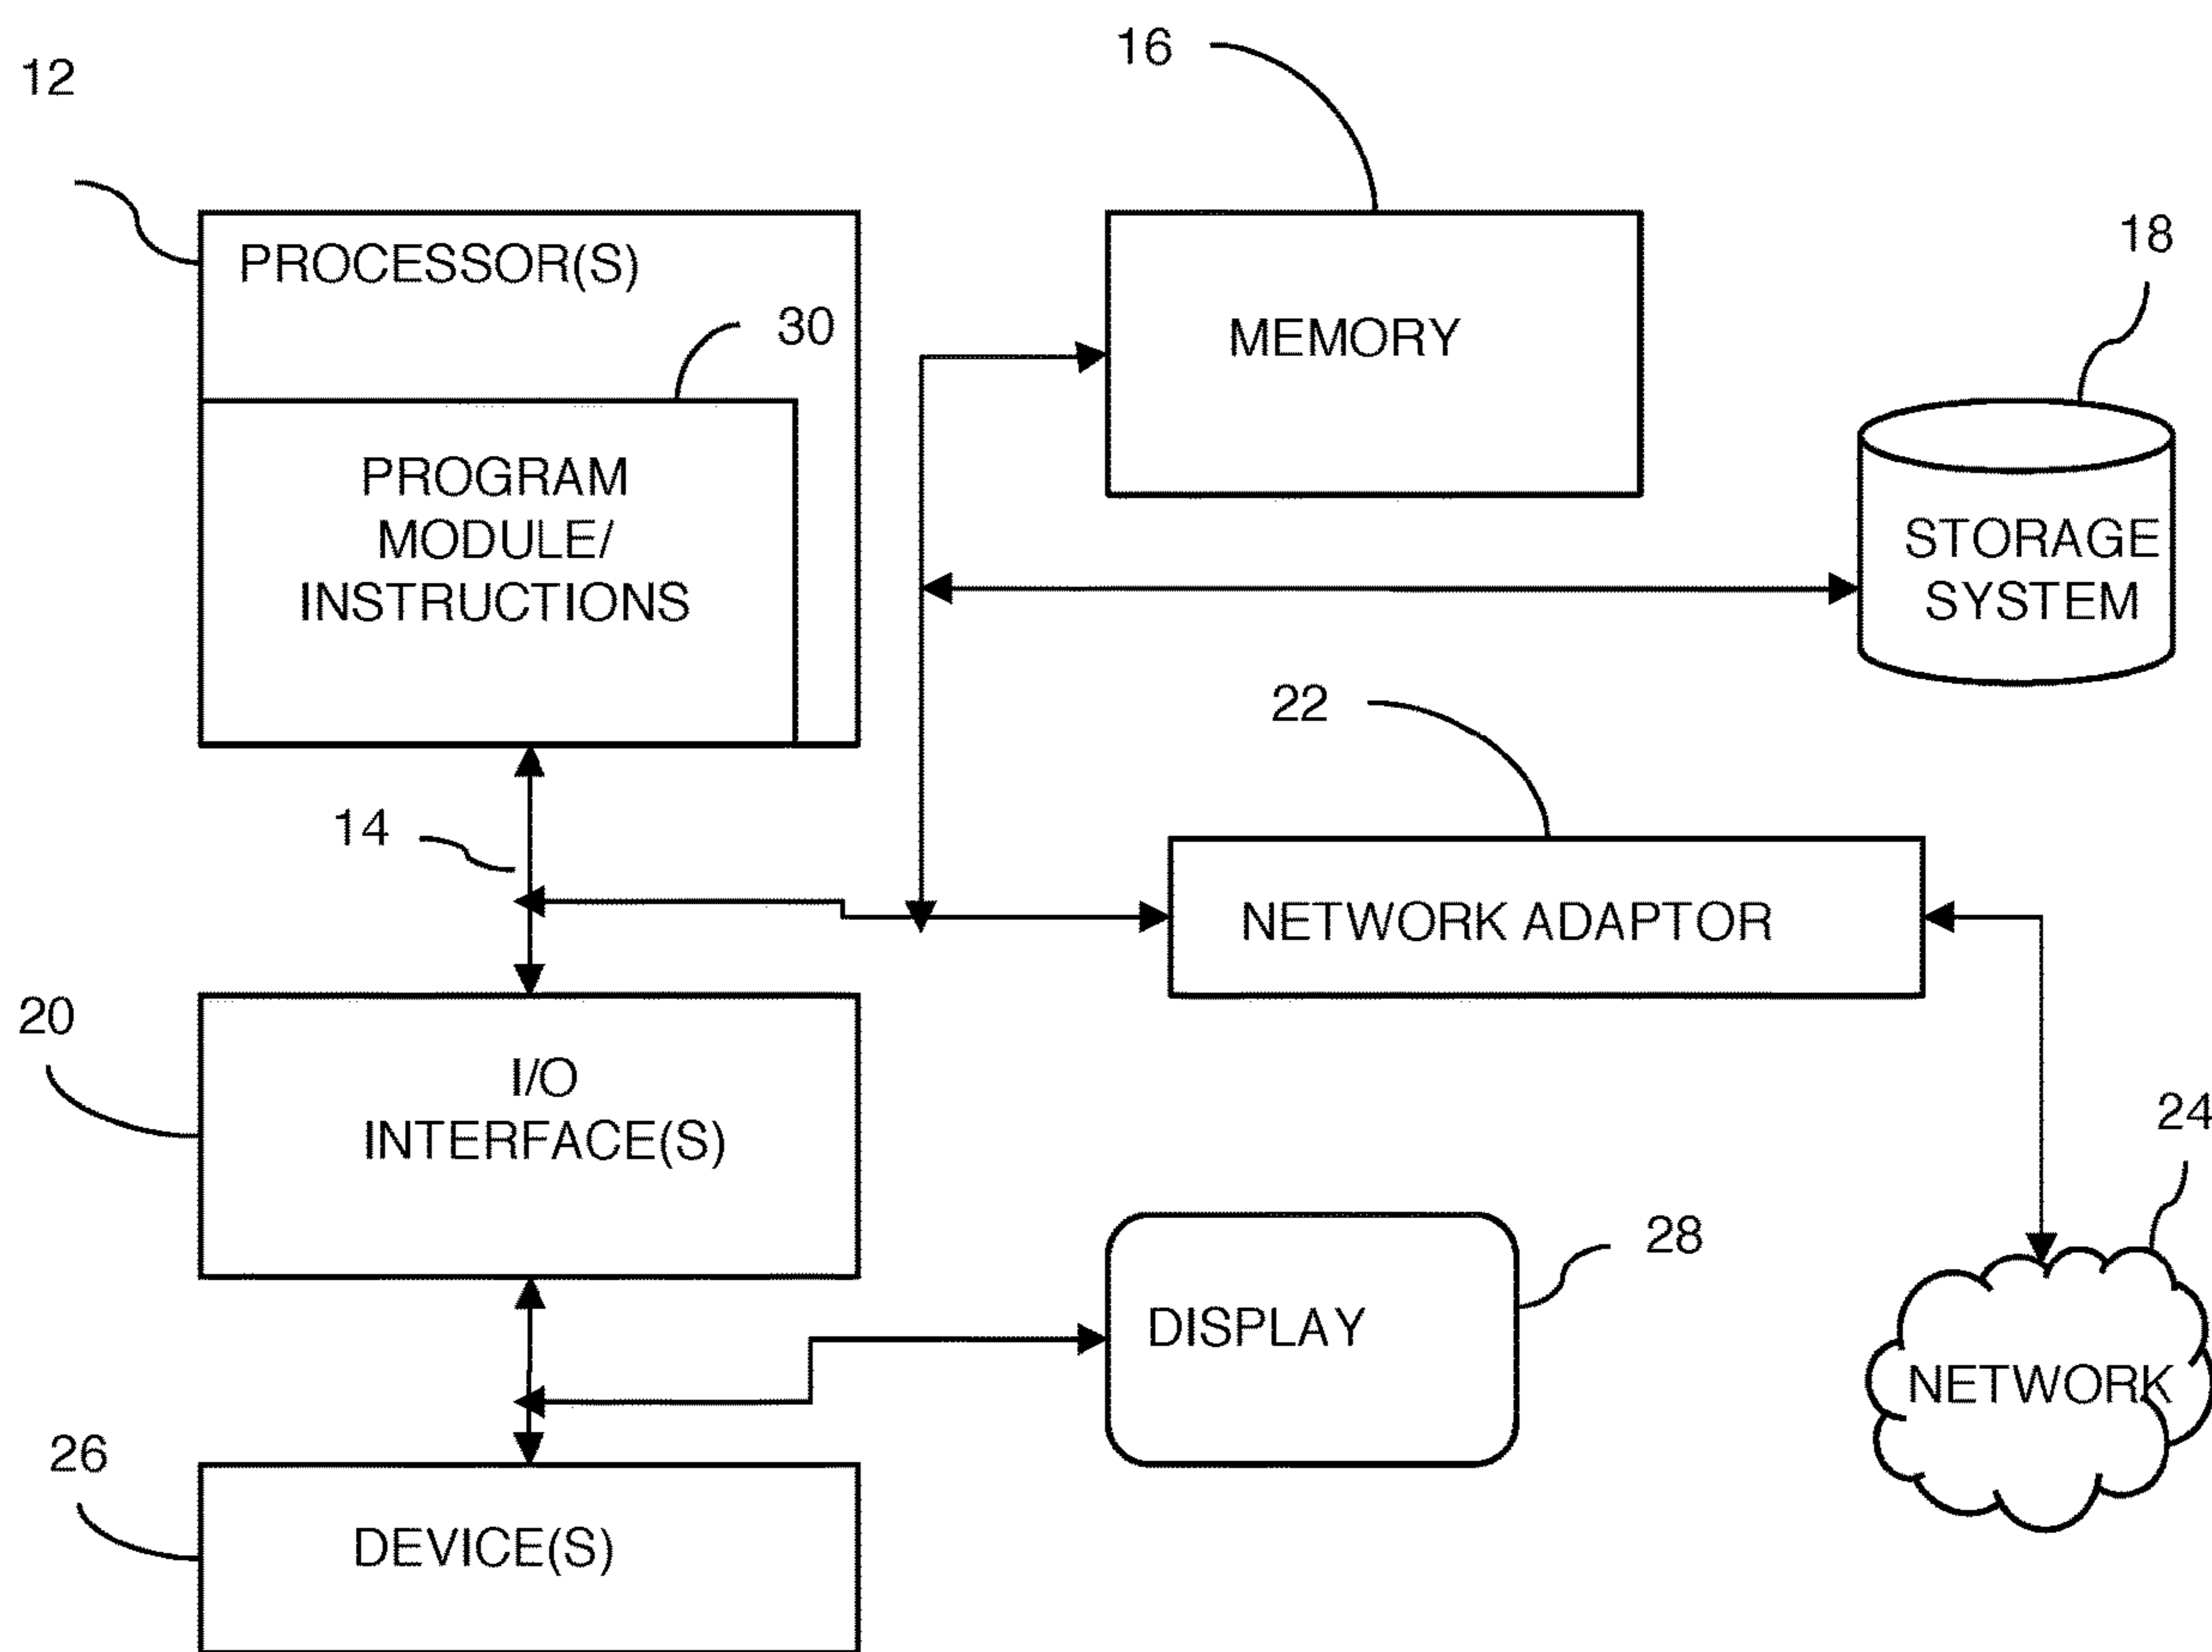 16
12
18
PROCESSOR(S)
30
MEMORY
PROGRAM
MODULE/
INSTRUCTIONS
STORAGE
SYSTEM
22
14
NETWORK ADAPTOR
20
I/O
INTERFACE(S)
24
28
DISPLAY
NETWORK
26
DEVICE(S)